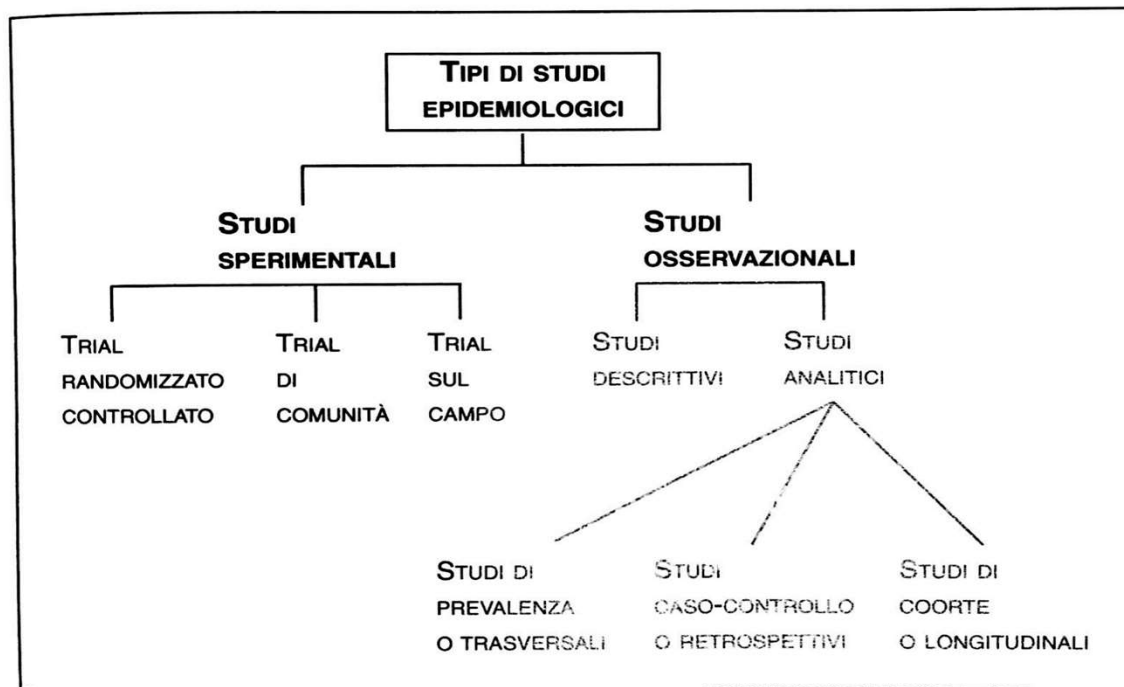 TIPI DI STUDI
EPIDEMIOLOGICI
STUDI
SPERIMENTALI
STUDI
OSSERVAZIONALI
TRIAL
RANDOMIZZATO
CONTROLLATO
TRIAL
DI
COMUNITÀ
TRIAL
SUL
CAMPO
STUDI
DESCRITTIVI
STUDI
ANALITICI
STUDI DI
PREVALENZA
O TRASVERSALI
STUDI
CASO-CONTROLLO
O RETROSPETTIVI
STUDI DI
COORTE
O LONGITUDINALI